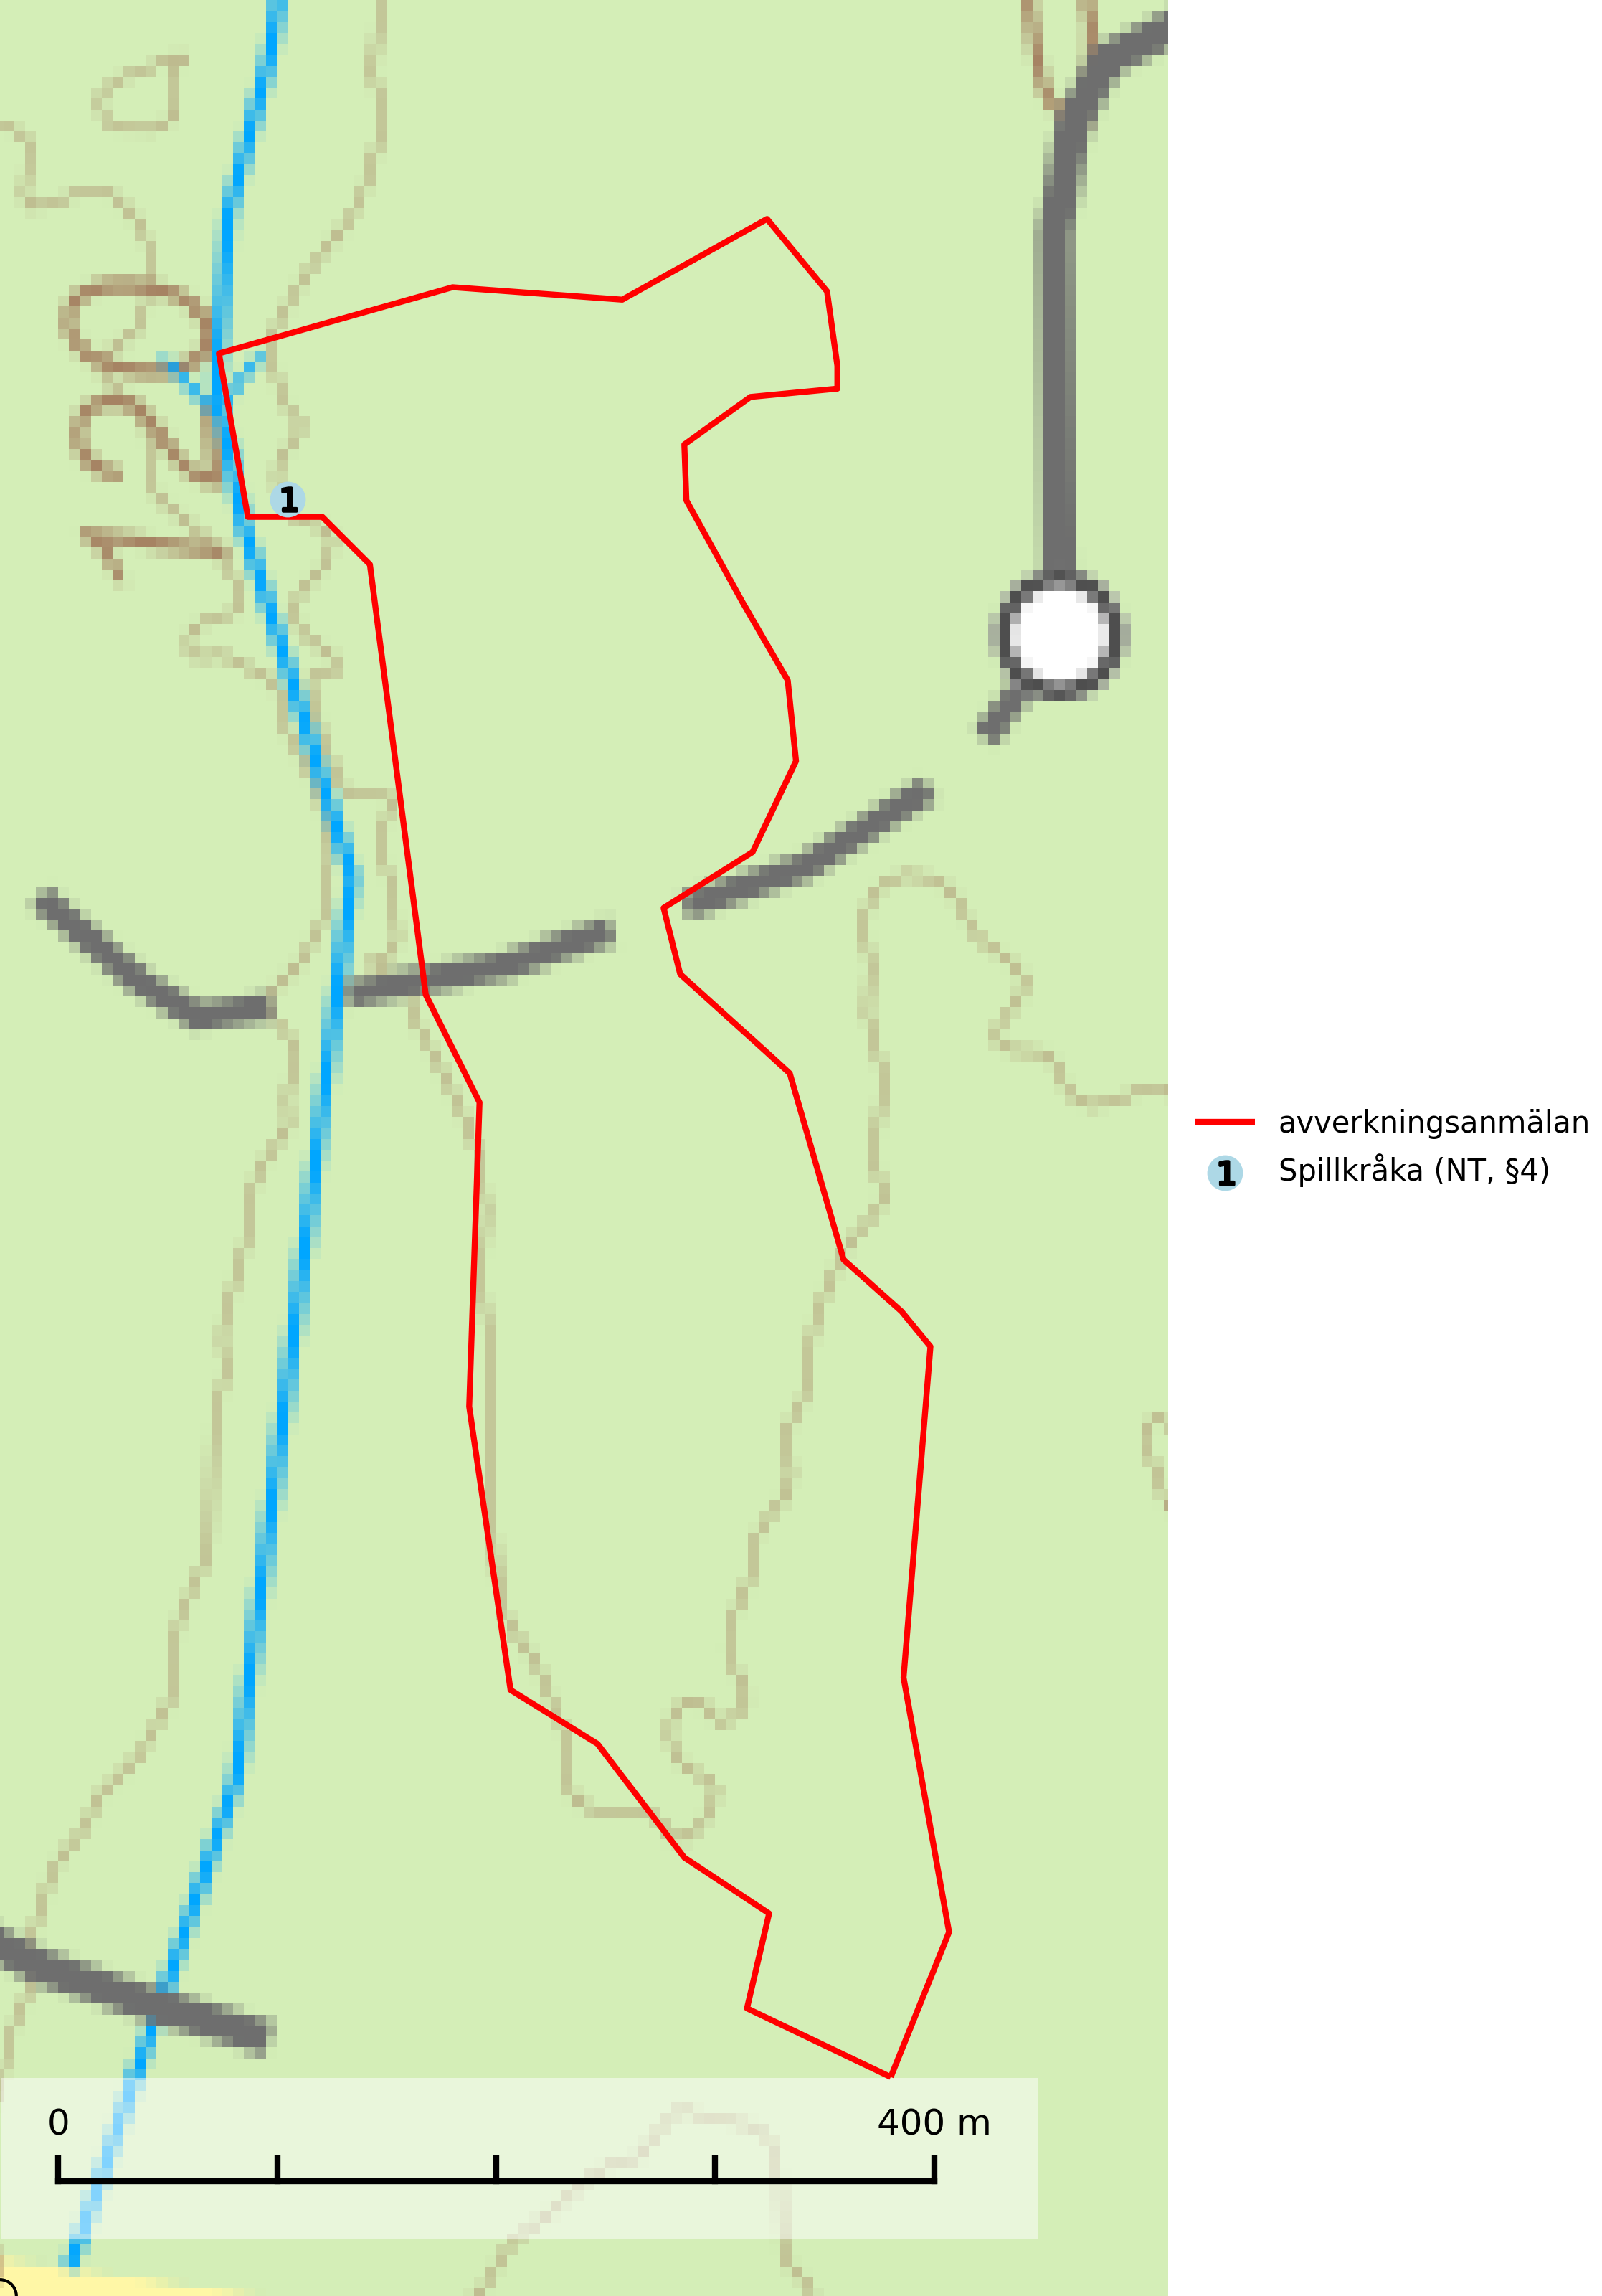 120
1
avverkningsanmälan
1 Spillkråka (NT, §4)
0 400 m